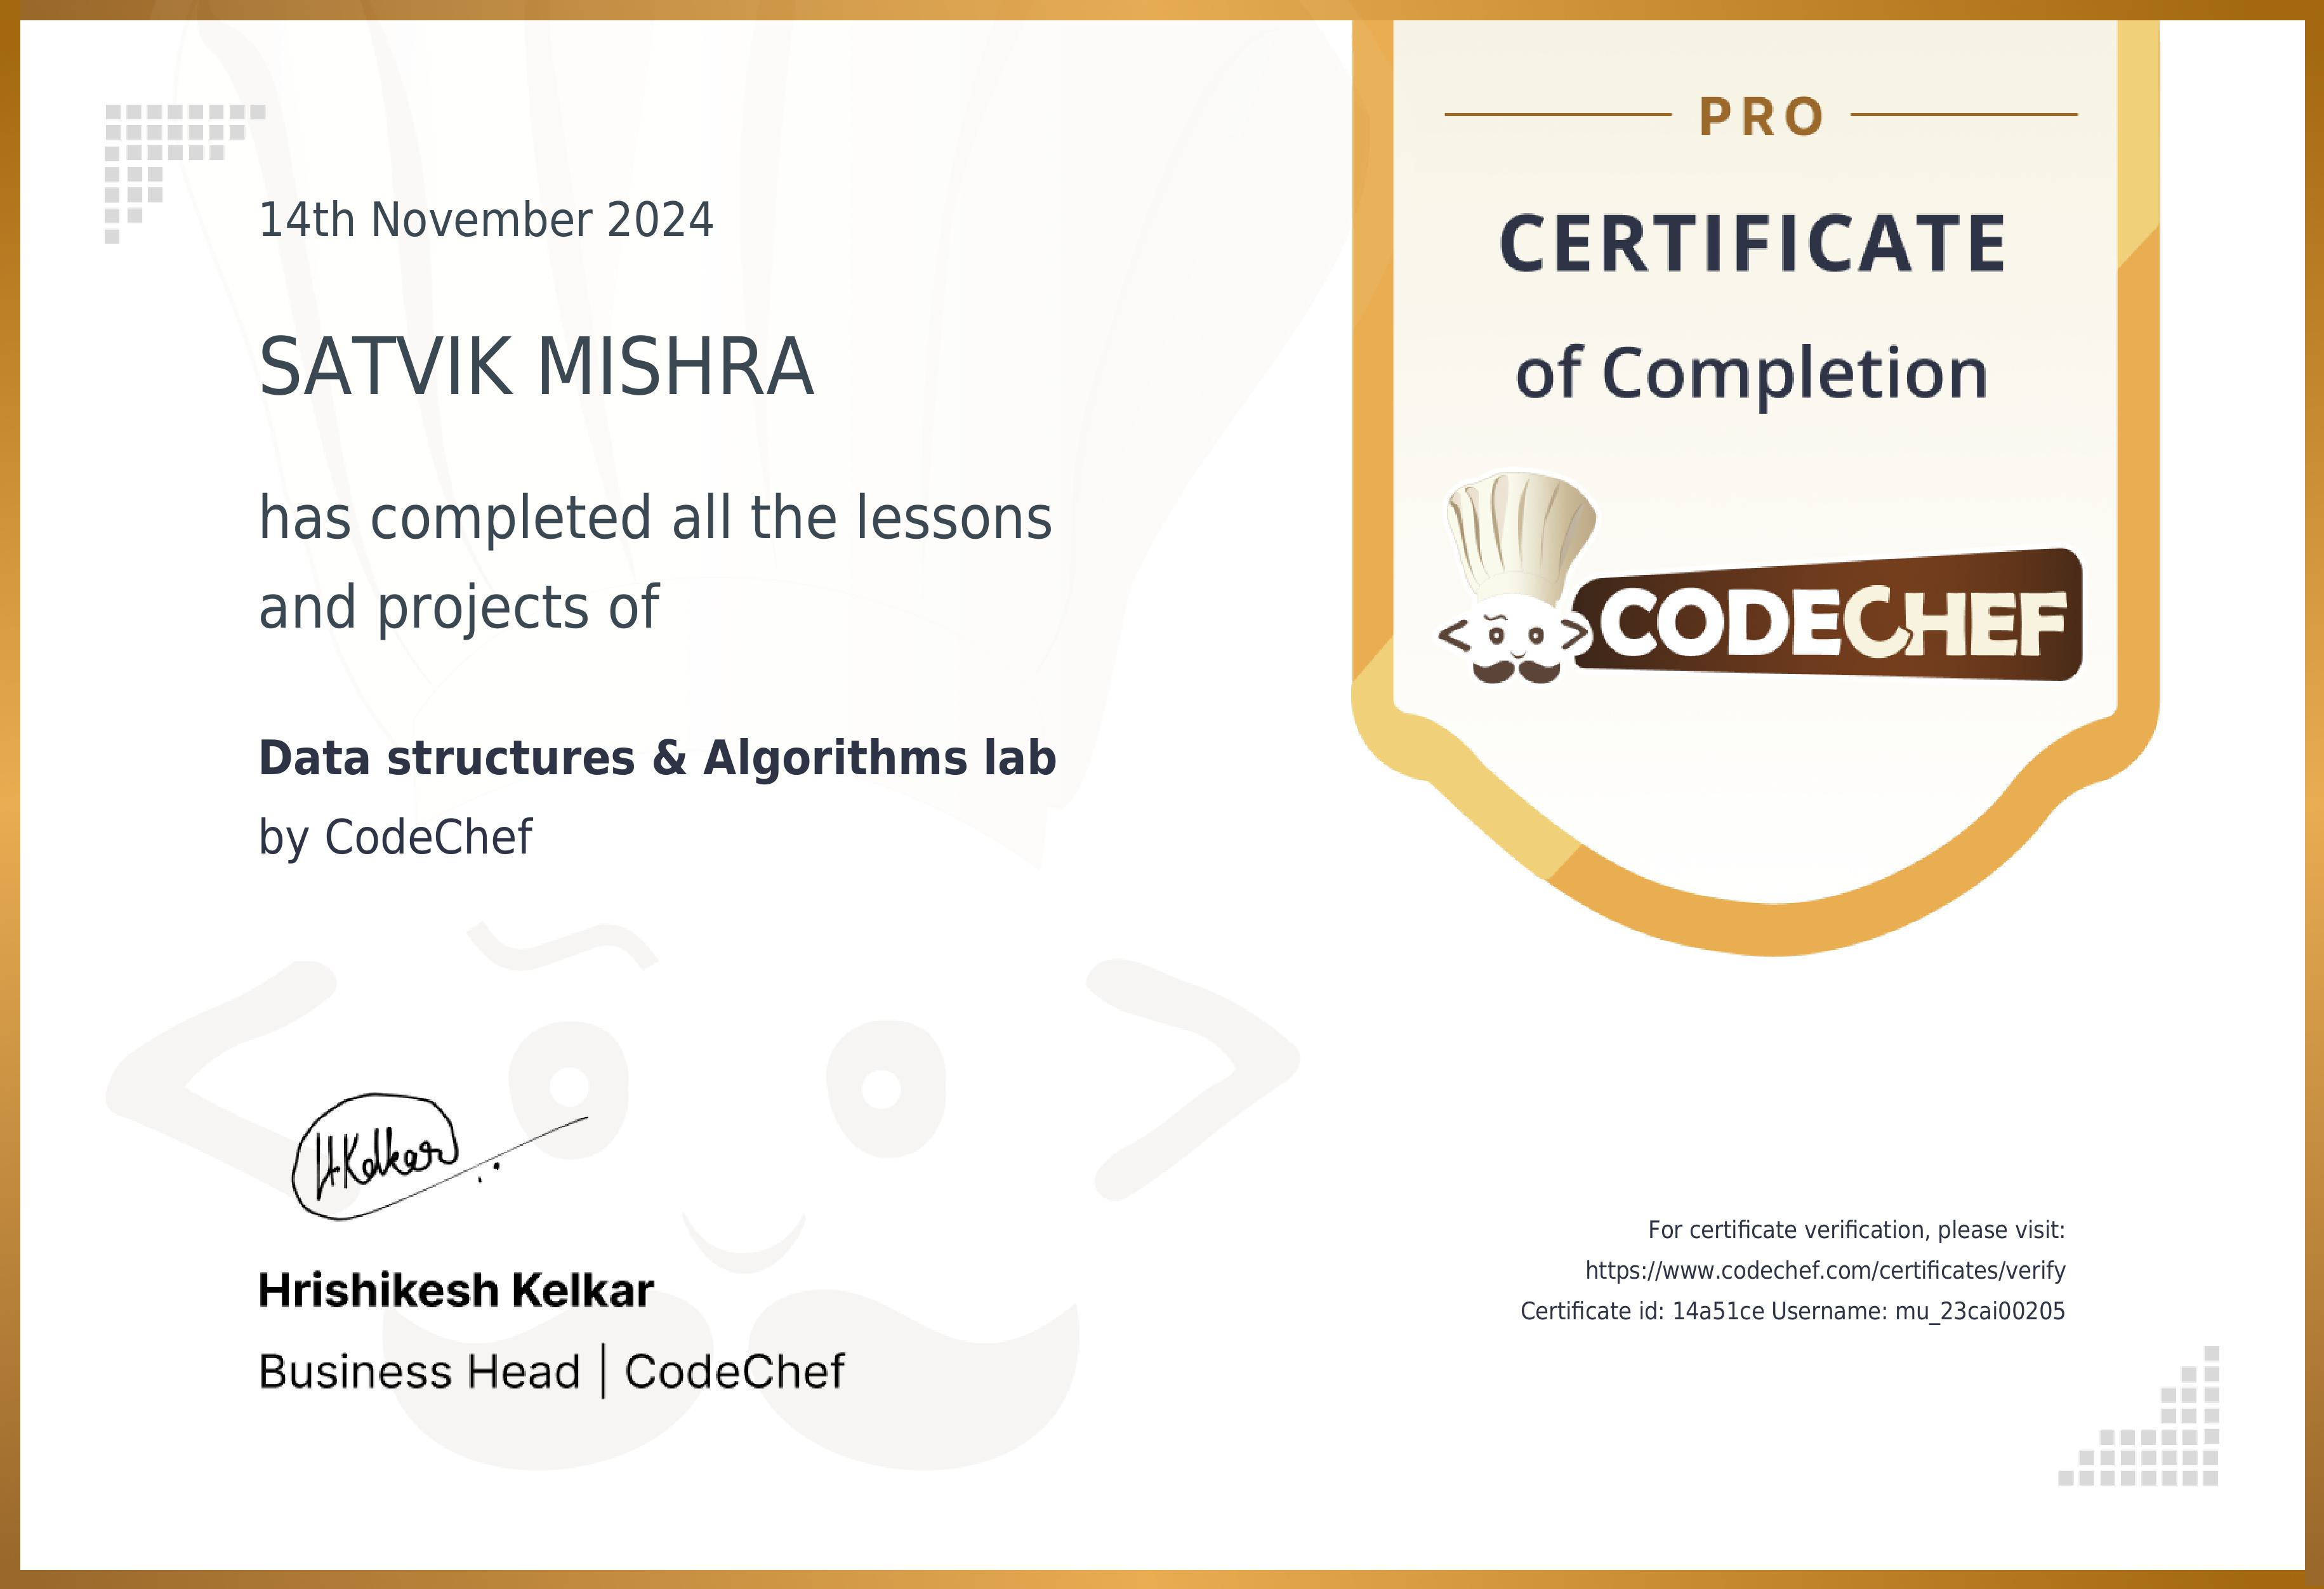 14th November 2024
SATVIK MISHRA
has completed all the lessons
and projects of
Data structures & Algorithms lab
by CodeChef
HKelkar
Hrishikesh Kelkar
Business Head | CodeChef
PRO
CERTIFICATE
of Completion
CODECHEF
For certificate verification, please visit:
https://www.codechef.com/certificates/verify
Certificate id: 14a51ce Username: mu_23cai00205